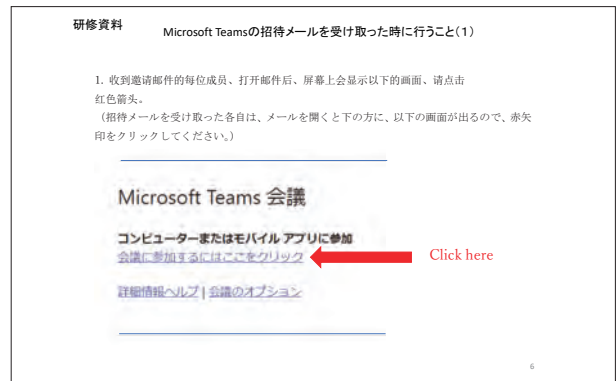 研修資料
Microsoft Teamsの招待メールを受け取った時に行うこと（1）
1. 收到邀请邮件的每位成员、打开邮件后、屏幕上会显示以下的画面、请点击
红色箭头。
（招待メールを受け取った各自は、メールを開くと下の方に、以下の画面が出るので、赤矢
印をクリックしてください。）
Microsoft Teams 会議
コンピューターまたはモバイル アプリに参加
会議に参加するにはここをクリック
Click here
詳細情報ヘルプ | 会議のオプション
6